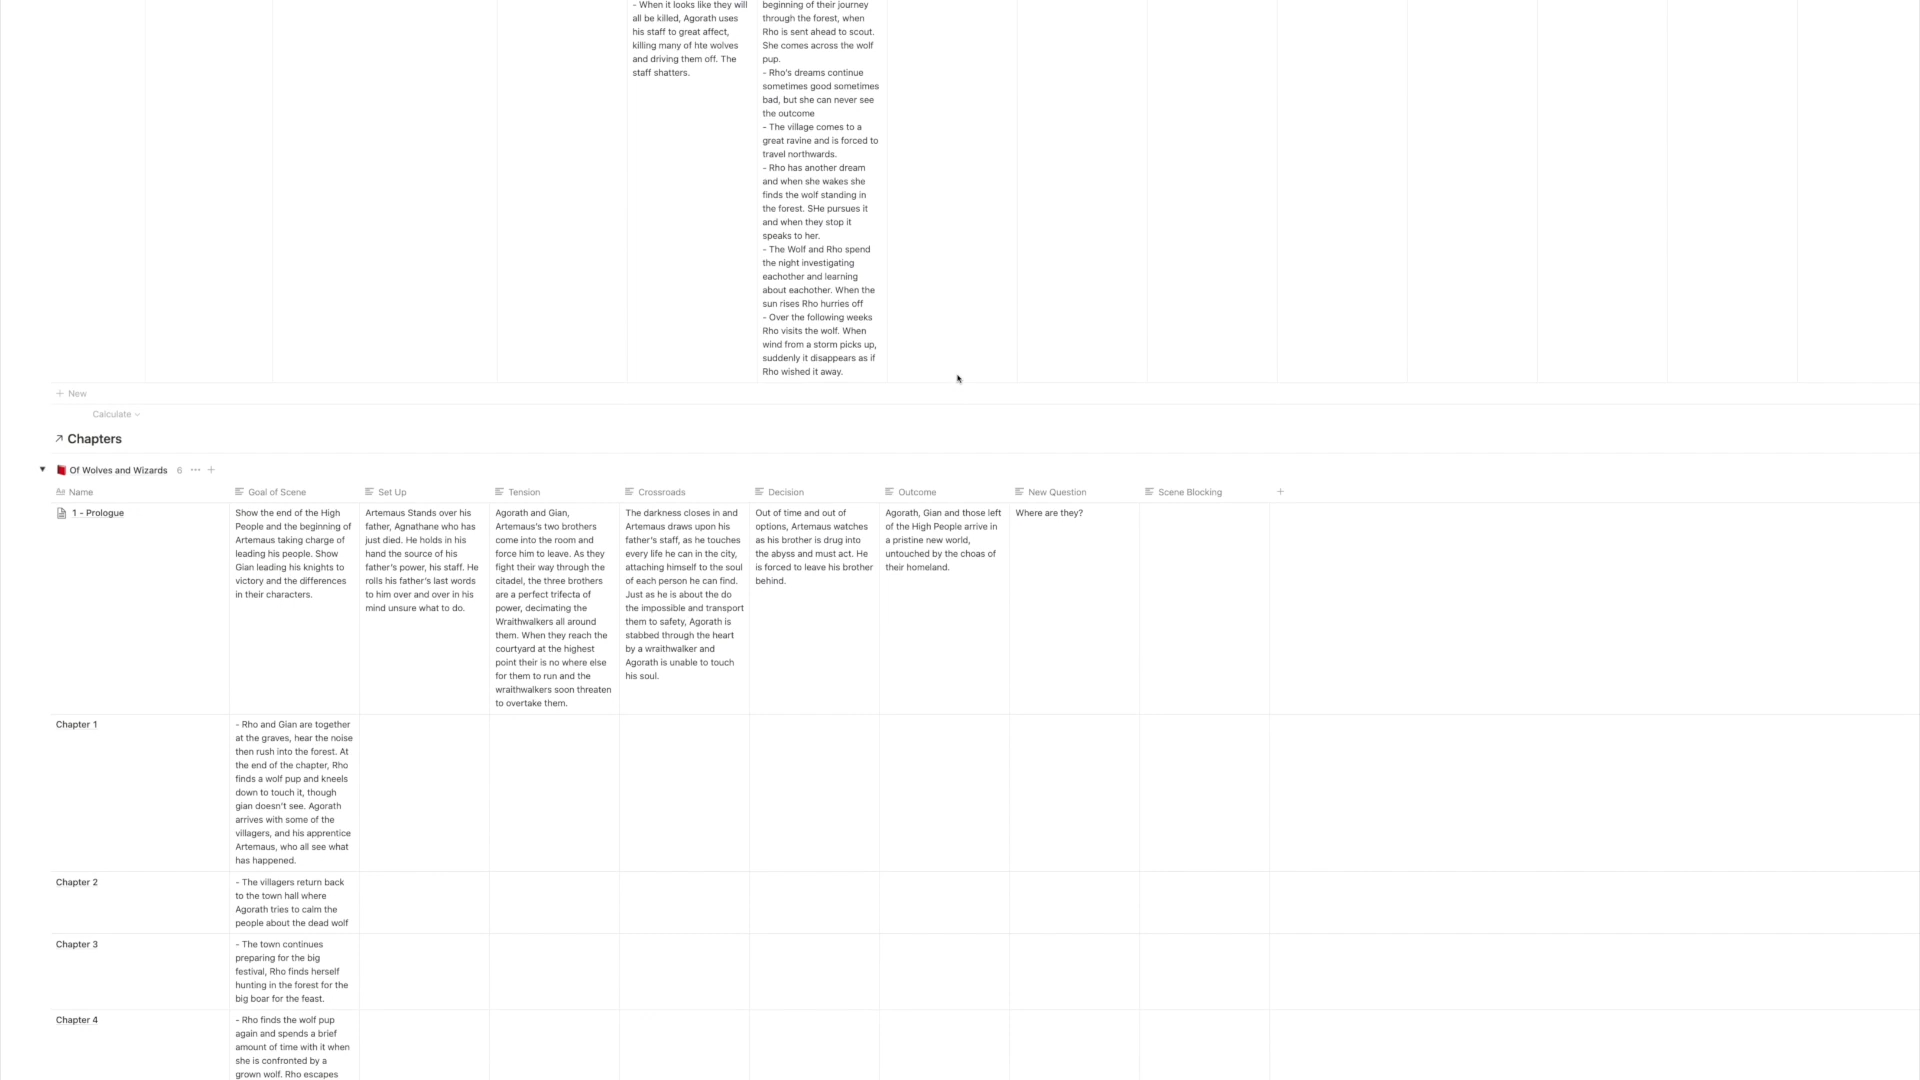 - When it looks like they will
all be killed, Agorath uses
his staff to great affect,
killing many of hte wolves
and driving them off. The
staff shatters.
beginning of their journey
through the forest, when
Rho is sent ahead to scout.
She comes across the wolf
pup.
- Rho's dreams continue
sometimes good sometimes
bad, but she can never see
the outcome
- The village comes to a
great ravine and is forced to
travel northwards.
- Rho has another dream
and when she wakes she
finds the wolf standing in
the forest. SHe pursues it
and when they stop it
speaks to her.
- The Wolf and Rho spend
the night investigating
eachother and learning
about eachother. When the
sun rises Rho hurries off
- Over the following weeks
Rho visits the wolf. When
wind from a storm picks up,
suddenly it disappears as if
Rho wished it away.
+ New
Calculate
Chapters
Of Wolves and Wizards 6
Name
Goal of Scene
Set Up
Tension
Crossroads
Decision
Outcome
New Question
Scene Blocking
1 - Prologue
Show the end of the High
People and the beginning of
Artemaus taking charge of
leading his people. Show
Gian leading his knights to
victory and the differences
in their characters.
Artemaus Stands over his
father, Agnathane who has
just died. He holds in his
hand the source of his
father's power, his staff. He
rolls his father's last words
to him over and over in his
mind unsure what to do.
Agorath and Gian,
Artemaus's two brothers
come into the room and
force him to leave. As they
fight their way through the
citadel, the three brothers
are a perfect trifecta of
power, decimating the
Wraithwalkers all around
them. When they reach the
courtyard at the highest
point their is no where else
for them to run and the
wraithwalkers soon threaten
to overtake them.
The darkness closes in and
Artemaus draws upon his
father's staff, as he touches
every life he can in the city,
attaching himself to the soul
of each person he can find.
Just as he is about the do
the impossible and transport
them to safety, Agorath is
stabbed through the heart
by a wraithwalker and
Agorath is unable to touch
his soul.
Out of time and out of
options, Artemaus watches
as his brother is drug into
the abyss and must act. He
is forced to leave his brother
behind.
Agorath, Gian and those left
of the High People arrive in
a pristine new world,
untouched by the choas of
their homeland.
Where are they?
Chapter 1
- Rho and Gian are together
at the graves, hear the noise
then rush into the forest. At
the end of the chapter, Rho
finds a wolf pup and kneels
down to touch it, though
gian doesn't see. Agorath
arrives with some of the
villagers, and his apprentice
Artemaus, who all see what
has happened.
Chapter 2
- The villagers return back
to the town hall where
Agorath tries to calm the
people about the dead wolf
Chapter 3
- The town continues
preparing for the big
festival, Rho finds herself
hunting in the forest for the
big boar for the feast.
Chapter 4
- Rho finds the wolf pup
again and spends a brief
amount of time with it when
she is confronted by a
grown wolf. Rho escapes